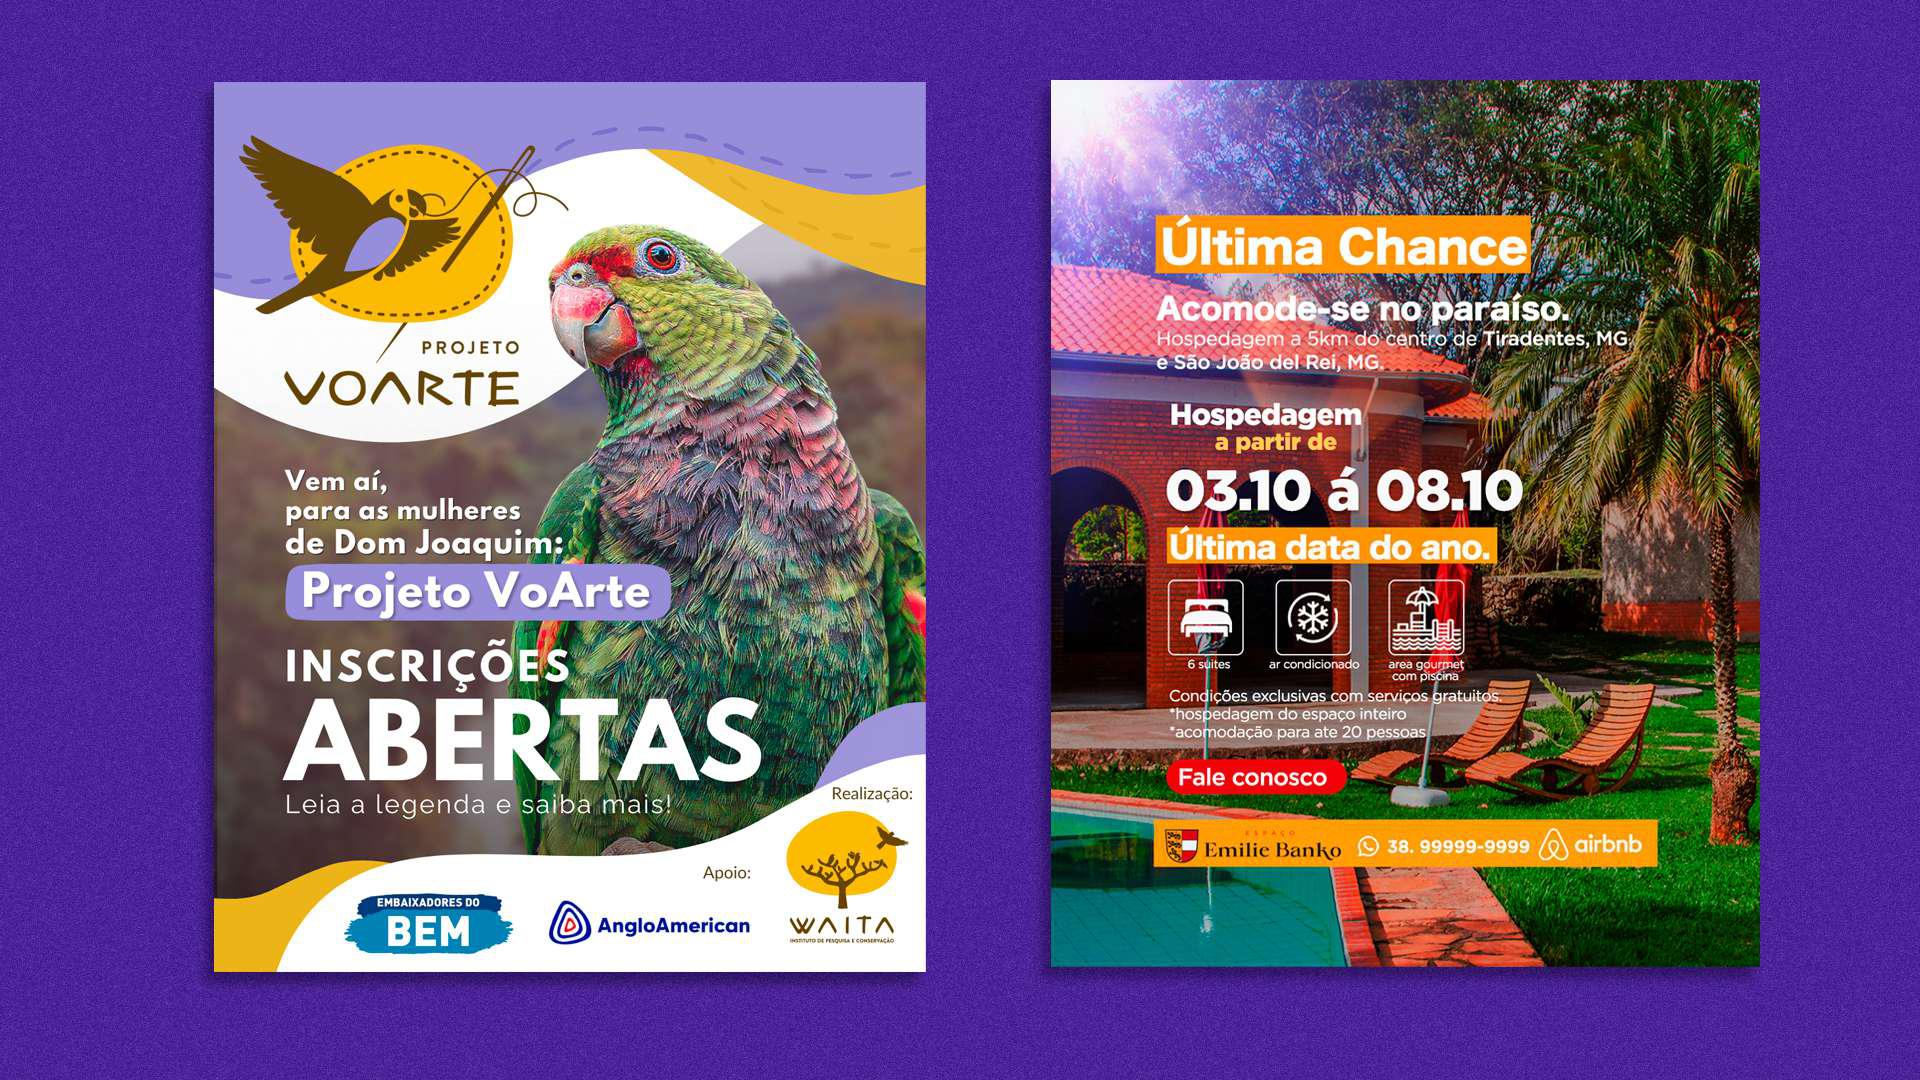 PROJETO
VOARTE
Vem aí,
para as mulheres
de Dom Joaquim:
Projeto VoArte
INSCRIÇÕES
ABERTAS
Leia a legenda e saiba mais!
Realização:
Apoio:
EMBAIXADORES DO
BEM
AngloAmerican
WAITA
INSTITUTO DE PESQUISA E CONSERVAÇÃO
Última Chance
Acomode-se no paraíso.
Hospedagem a 5km do centro de Tiradentes, MG
e São João del Rei, MG.
Hospedagem
a partir de
03.10 á 08.10
Última data do ano.
6 suites
ar condicionado
area gourmet
com piscina
Condições exclusivas com serviços gratuitos.
*hospedagem do espaço inteiro
*acomodação para ate 20 pessoas
Fale conosco
ESPAÇO
Emilie Banko
38. 99999-9999
airbnb